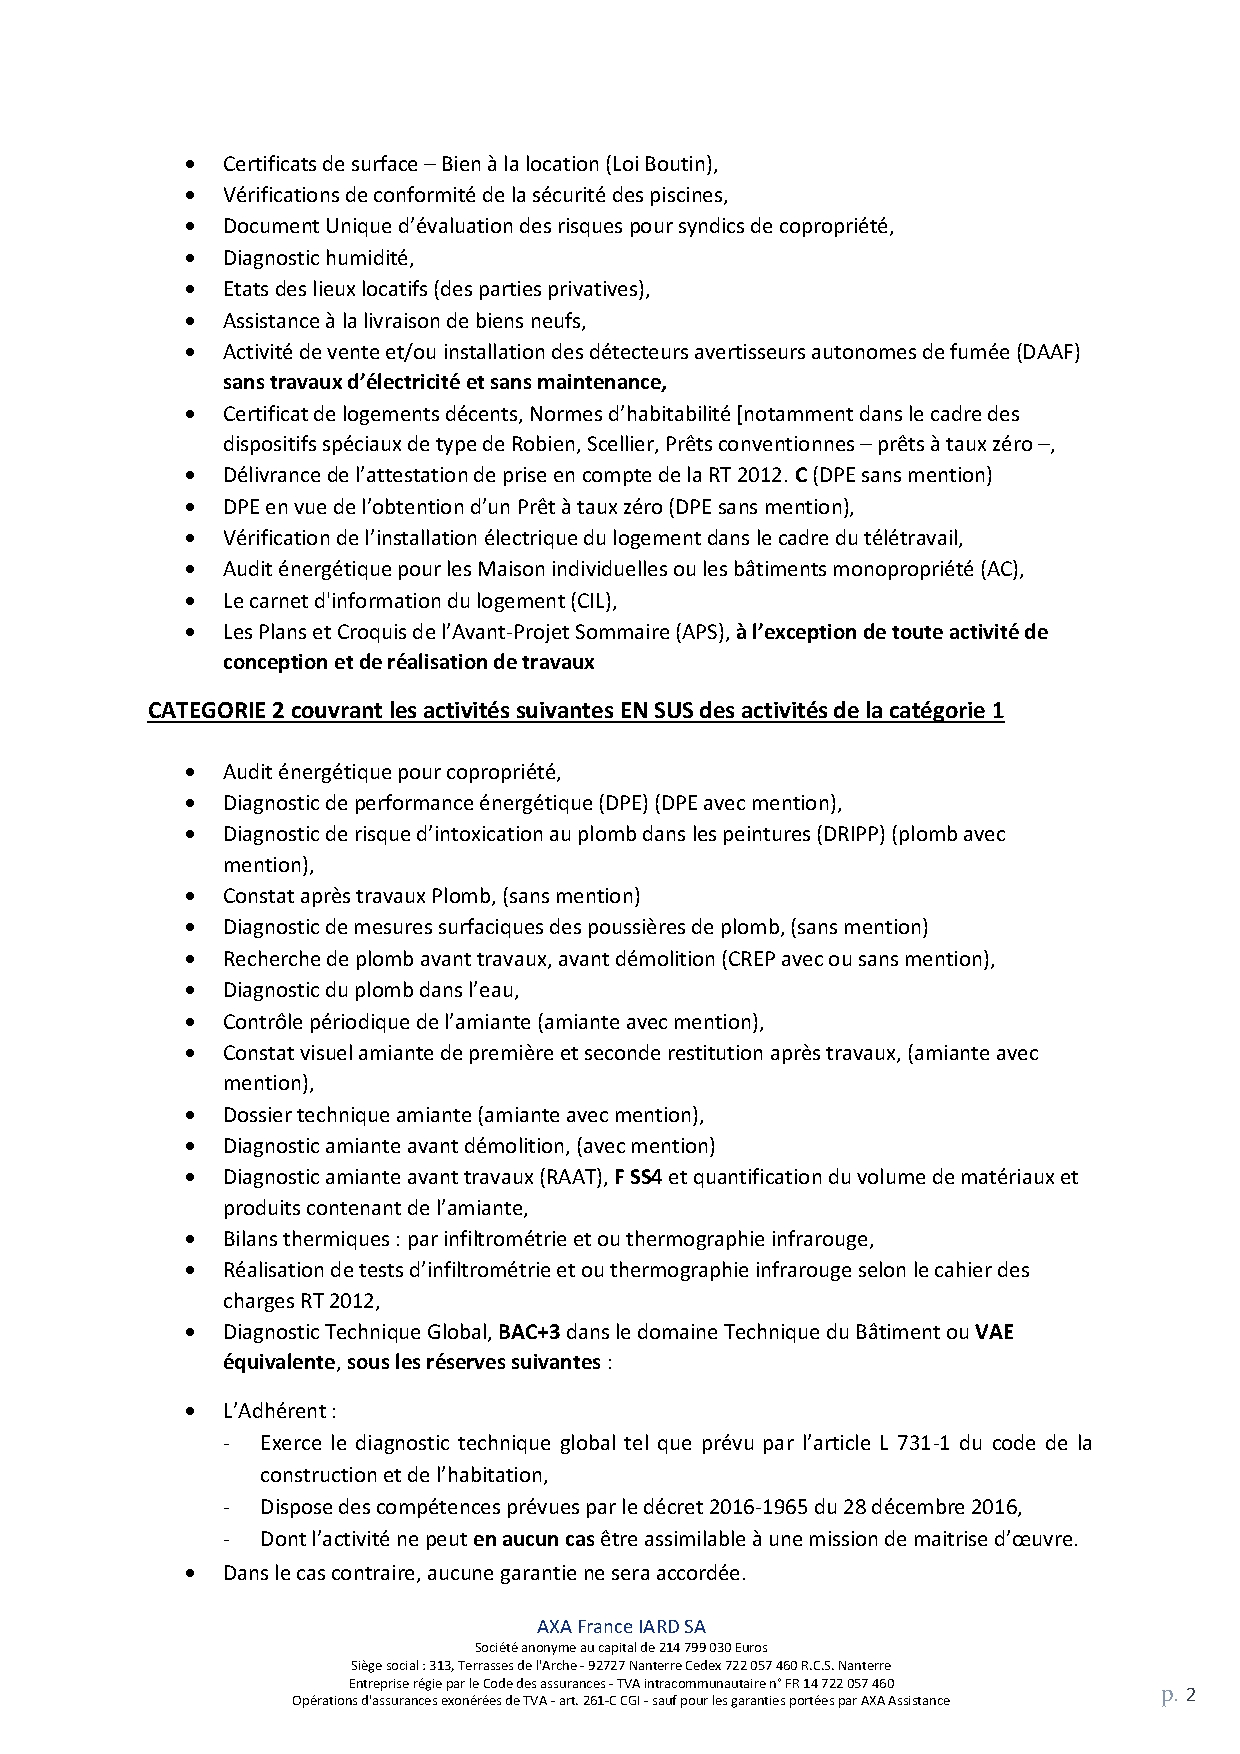 • Certificats de surface – Bien à la location (Loi Boutin),
• Vérifications de conformité de la sécurité des piscines,
• Document Unique d’évaluation des risques pour syndics de copropriété,
• Diagnostic humidité,
• Etats des lieux locatifs (des parties privatives),
• Assistance à la livraison de biens neufs,
• Activité de vente et/ou installation des détecteurs avertisseurs autonomes de fumée (DAAF)
sans travaux d’électricité et sans maintenance,
• Certificat de logements décents, Normes d’habitabilité [notamment dans le cadre des
dispositifs spéciaux de type de Robien, Scellier, Prêts conventionnes – prêts à taux zéro –,
• Délivrance de l’attestation de prise en compte de la RT 2012. C (DPE sans mention)
• DPE en vue de l’obtention d’un Prêt à taux zéro (DPE sans mention),
• Vérification de l’installation électrique du logement dans le cadre du télétravail,
• Audit énergétique pour les Maison individuelles ou les bâtiments monopropriété (AC),
• Le carnet d'information du logement (CIL),
• Les Plans et Croquis de l’Avant-Projet Sommaire (APS), à l’exception de toute activité de
conception et de réalisation de travaux
CATEGORIE 2 couvrant les activités suivantes EN SUS des activités de la catégorie 1
• Audit énergétique pour copropriété,
• Diagnostic de performance énergétique (DPE) (DPE avec mention),
• Diagnostic de risque d’intoxication au plomb dans les peintures (DRIPP) (plomb avec
mention),
• Constat après travaux Plomb, (sans mention)
• Diagnostic de mesures surfaciques des poussières de plomb, (sans mention)
• Recherche de plomb avant travaux, avant démolition (CREP avec ou sans mention),
• Diagnostic du plomb dans l’eau,
• Contrôle périodique de l’amiante (amiante avec mention),
• Constat visuel amiante de première et seconde restitution après travaux, (amiante avec
mention),
• Dossier technique amiante (amiante avec mention),
• Diagnostic amiante avant démolition, (avec mention)
• Diagnostic amiante avant travaux (RAAT), F SS4 et quantification du volume de matériaux et
produits contenant de l’amiante,
• Bilans thermiques : par infiltrométrie et ou thermographie infrarouge,
• Réalisation de tests d’infiltrométrie et ou thermographie infrarouge selon le cahier des
charges RT 2012,
• Diagnostic Technique Global, BAC+3 dans le domaine Technique du Bâtiment ou VAE
équivalente, sous les réserves suivantes :
• L’Adhérent :
- Exerce le diagnostic technique global tel que prévu par l’article L 731-1 du code de la
construction et de l’habitation,
- Dispose des compétences prévues par le décret 2016-1965 du 28 décembre 2016,
- Dont l’activité ne peut en aucun cas être assimilable à une mission de maitrise d’œuvre.
• Dans le cas contraire, aucune garantie ne sera accordée.
AXA France IARD SA
Société anonyme au capital de 214 799 030 Euros
Siège social : 313, Terrasses de l'Arche - 92727 Nanterre Cedex 722 057 460 R.C.S. Nanterre
Entreprise régie par le Code des assurances - TVA intracommunautaire n° FR 14 722 057 460
Opérations d'assurances exonérées de TVA - art. 261-C CGI - sauf pour les garanties portées par AXA Assistance
p. 2